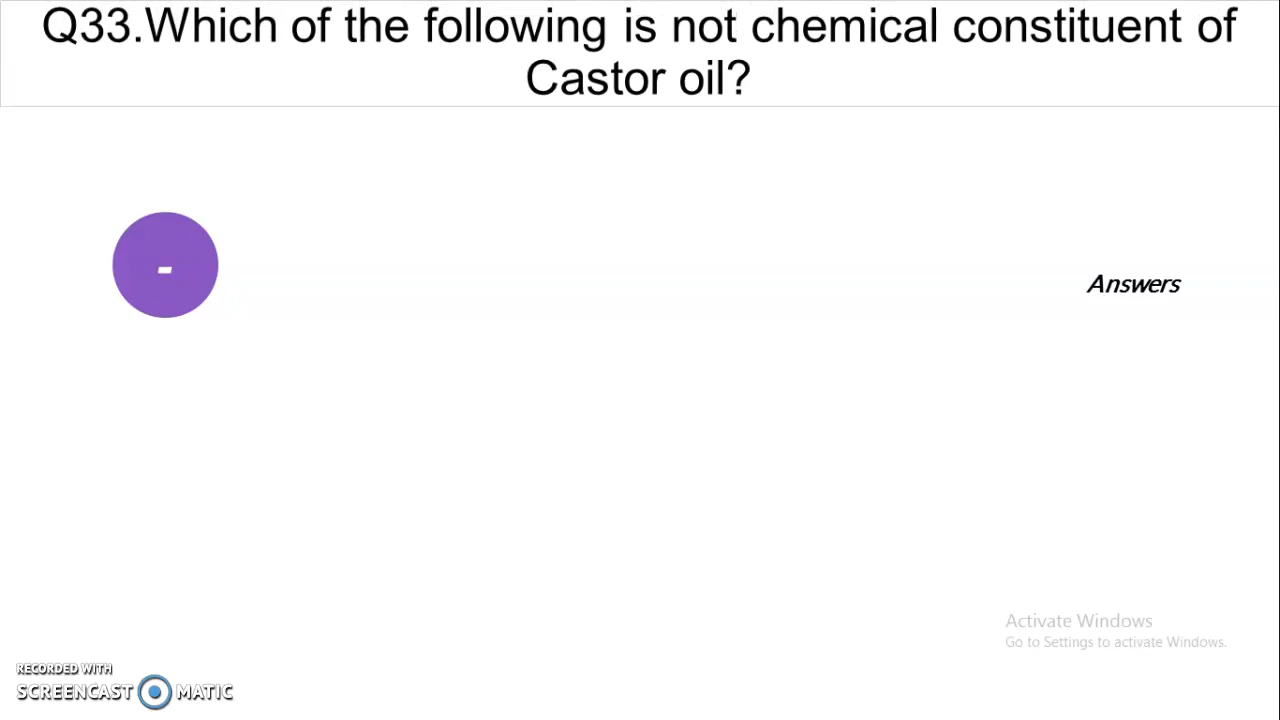 Q33.Which of the following is not chemical constituent of
Castor oil?
-
Answers
Activate Windows
Go to Settings to activate Windows.
RECORDED WITH
SCREENCAST MATIC